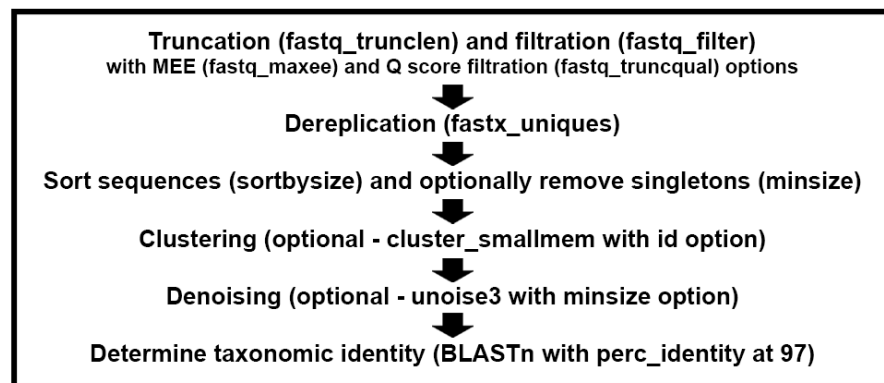 Truncation (fastq_trunclen) and filtration (fastq_filter)
with MEE (fastq_maxee) and Q score filtration (fastq_truncqual) options
Dereplication (fastx_uniques)
Sort sequences (sortbysize) and optionally remove singletons (minsize)
Clustering (optional - cluster_smallmem with id option)
Denoising (optional - unoise3 with minsize option)
Determine taxonomic identity (BLASTn with perc_identity at 97)